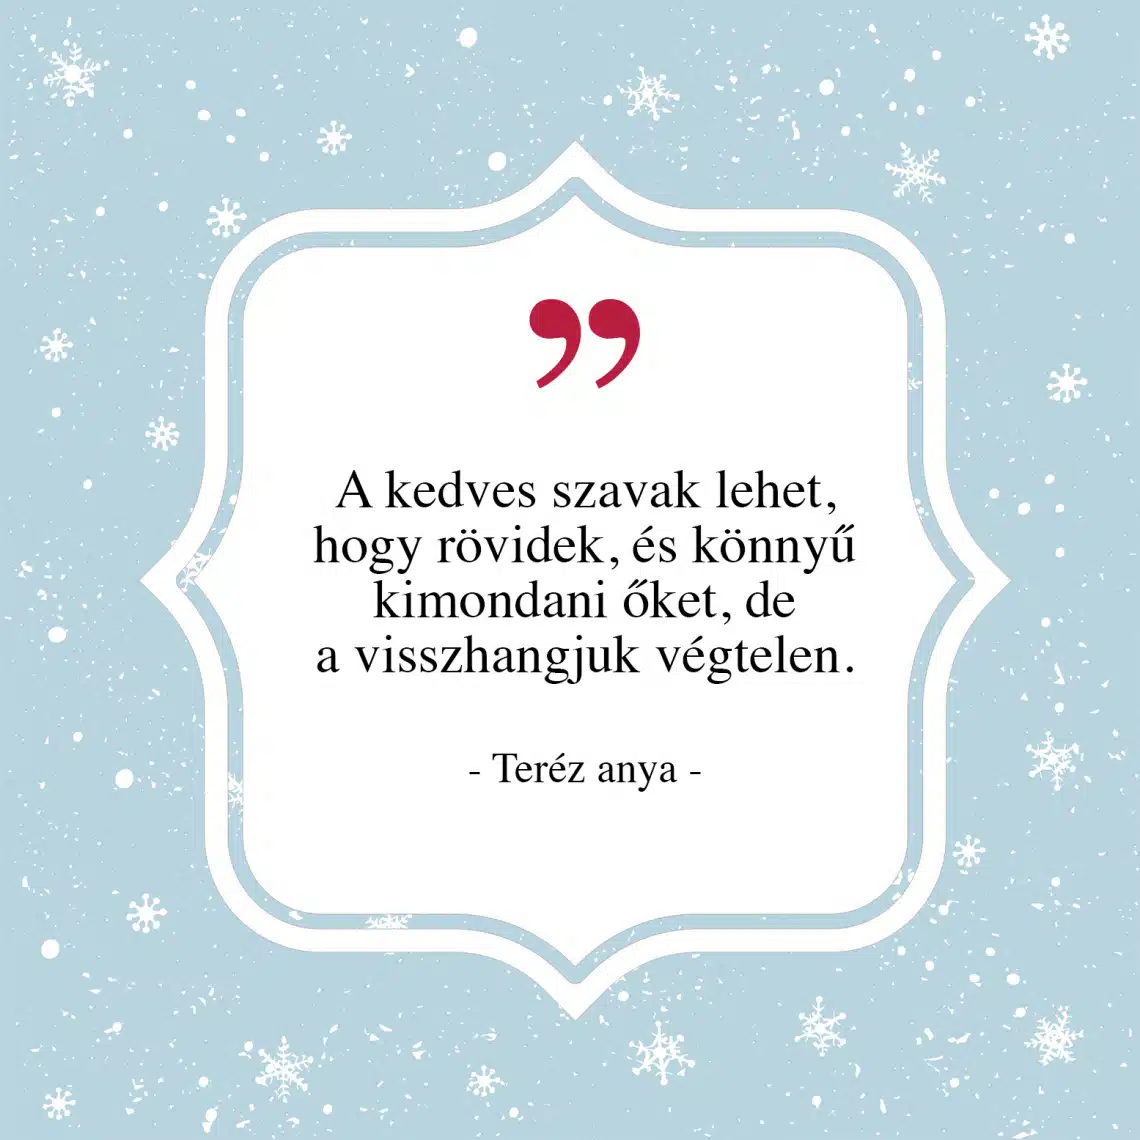 ”
A kedves szavak lehet,
hogy rövidek, és könnyű
kimondani őket, de
a visszhangjuk végtelen.
- Teréz anya -